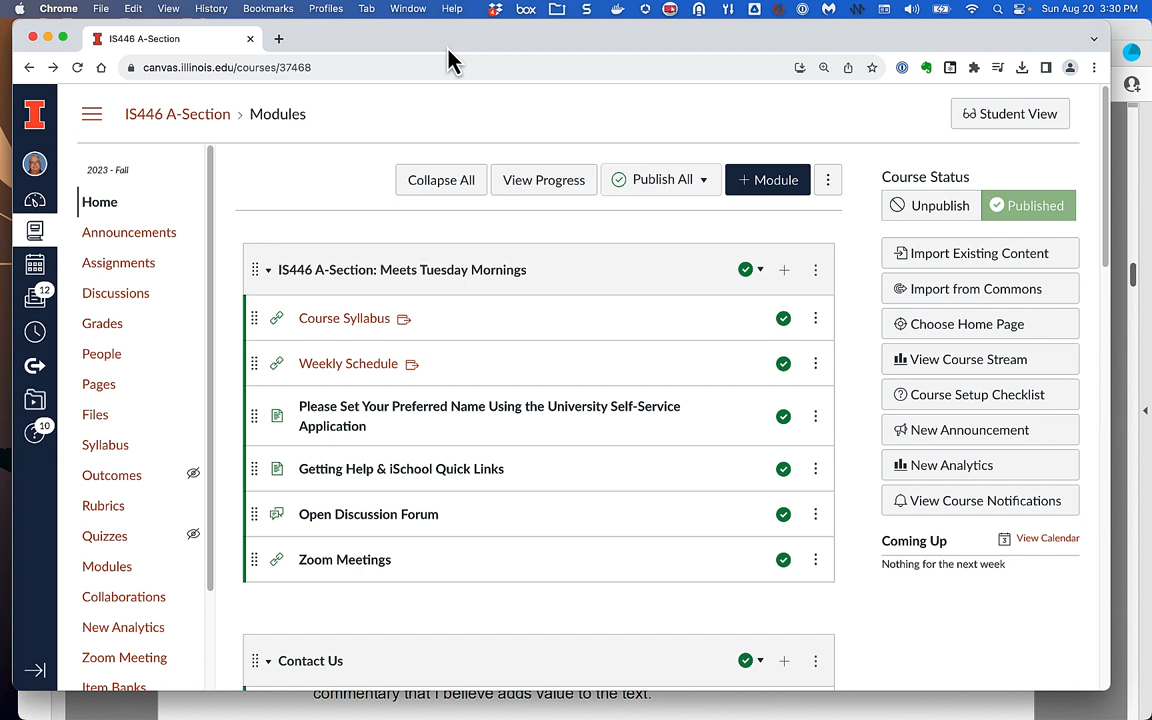 Chrome File Edit View History Bookmarks Profiles Tab Window Help box Sun Aug 20 3:30 PM
IS446 A-Section
canvas.illinois.edu/courses/37468
IS446 A-Section › Modules
Student View
2023 - Fall
Home
Announcements
Assignments
Discussions
Grades
People
Pages
Files
Syllabus
Outcomes
Rubrics
Quizzes
Modules
Collaborations
New Analytics
Zoom Meeting
Item Banks
12
10
Collapse All
View Progress
Publish All
+ Module
IS446 A-Section: Meets Tuesday Mornings
Course Syllabus
Weekly Schedule
Please Set Your Preferred Name Using the University Self-Service
Application
Getting Help & iSchool Quick Links
Open Discussion Forum
Zoom Meetings
Contact Us
Course Status
Unpublish
Published
Import Existing Content
Import from Commons
Choose Home Page
View Course Stream
Course Setup Checklist
New Announcement
New Analytics
View Course Notifications
Coming Up
3
View Calendar
Nothing for the next week
commentary that I believe adds value to the text.